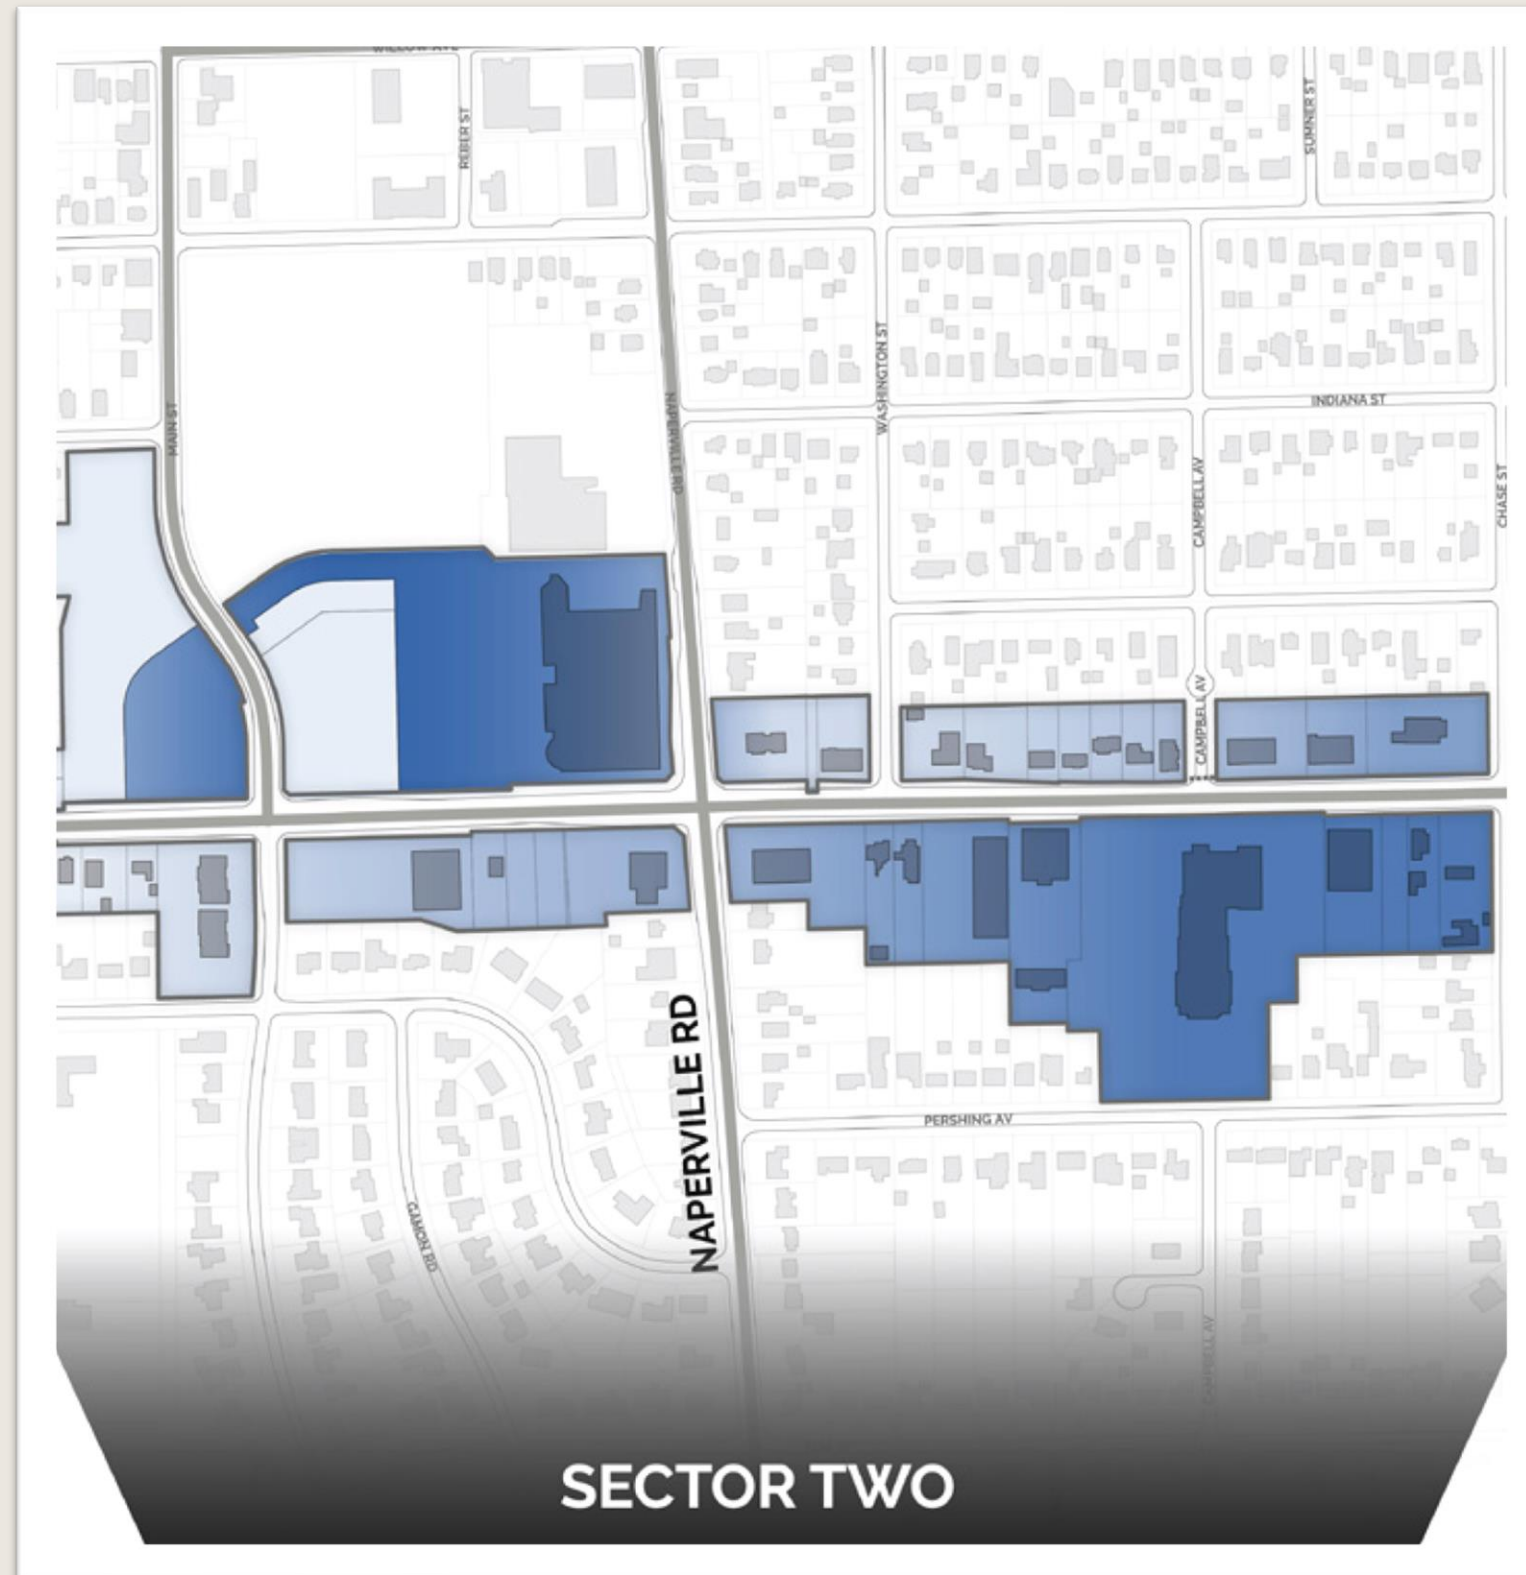 WILLOW AVE
REBER ST
SUMNER ST
MAIN ST
NAPERVILLE RD
WASHINGTON ST
INDIANA ST
CAMPBELL AV
CHASE ST
CAMPBELL AV
NAPERVILLE RD
PERSHING AV
GAMON RD
CAMPBELL AV
SECTOR TWO